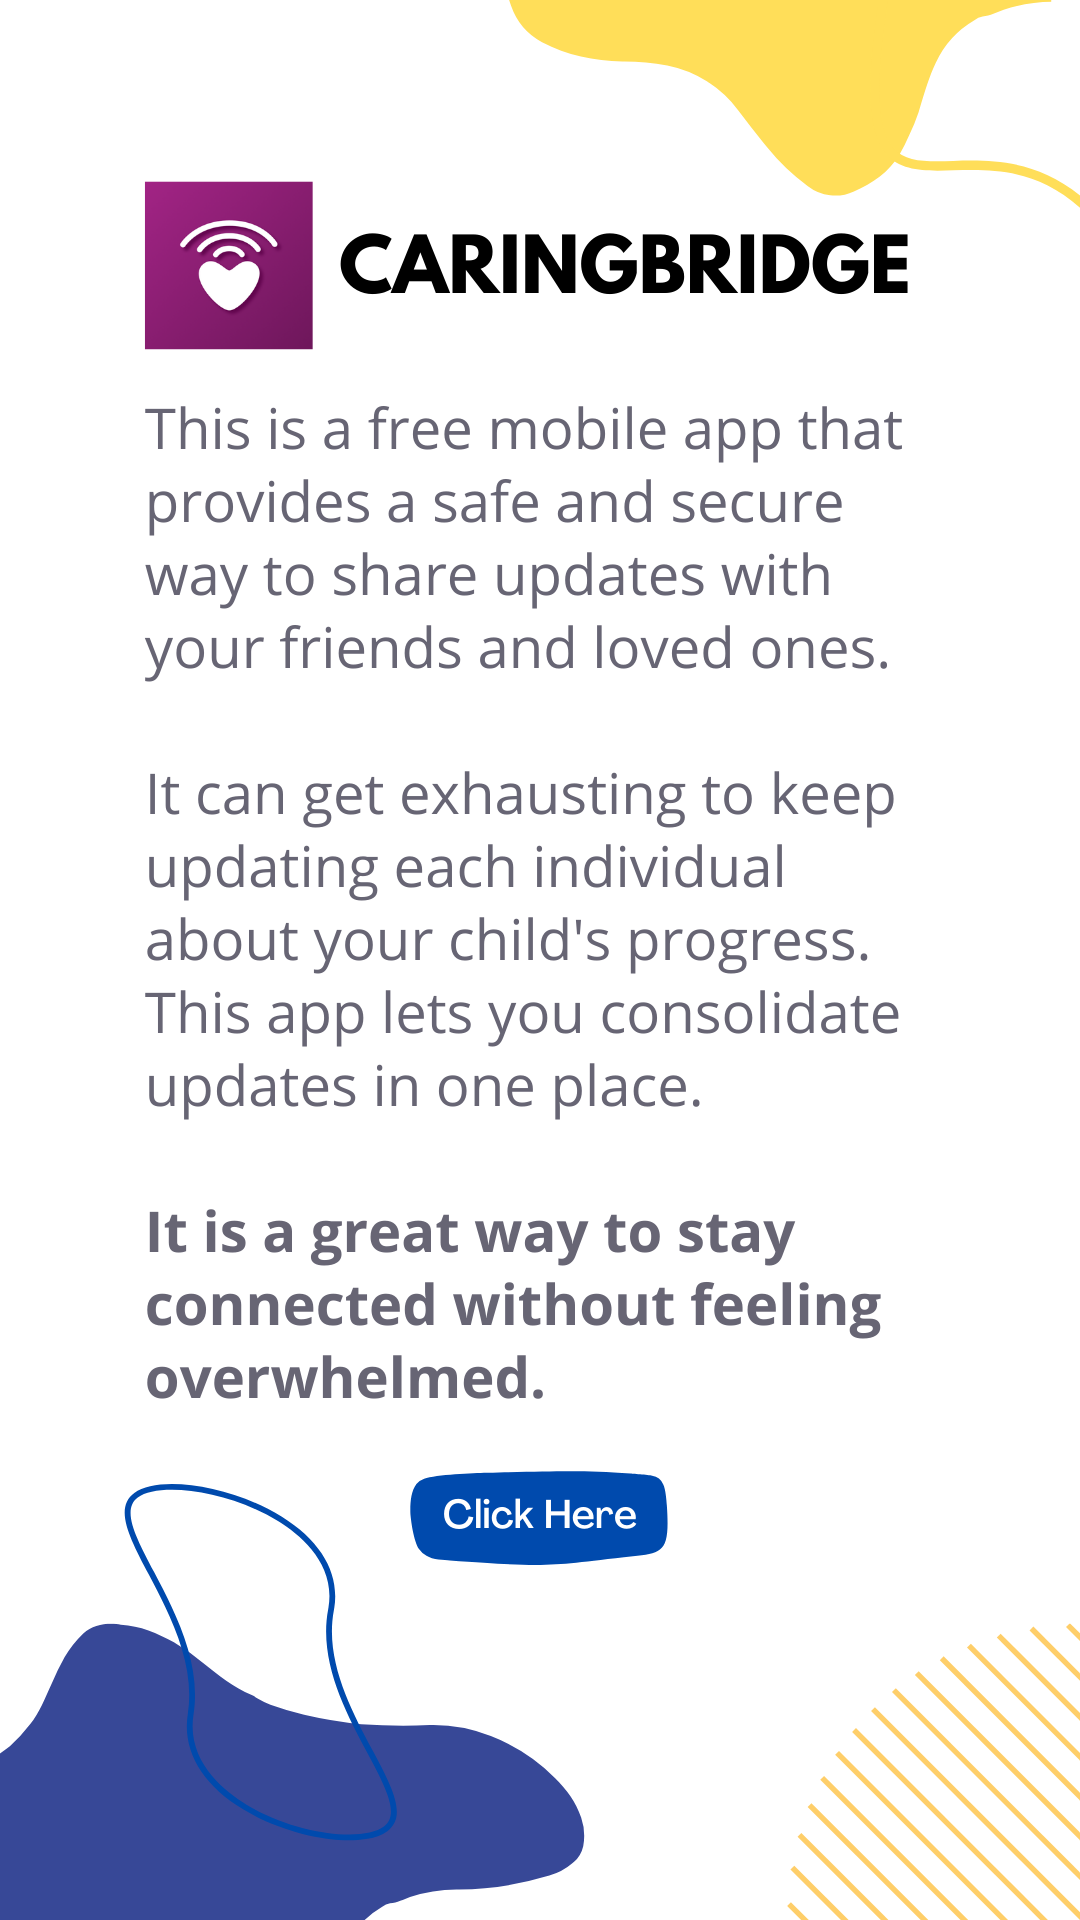 CARINGBRIDGE
This is a free mobile app that
provides a safe and secure
way to share updates with
your friends and loved ones.
It can get exhausting to keep
updating each individual
about your child's progress.
This app lets you consolidate
updates in one place.
It is a great way to stay
connected without feeling
overwhelmed.
Click Here